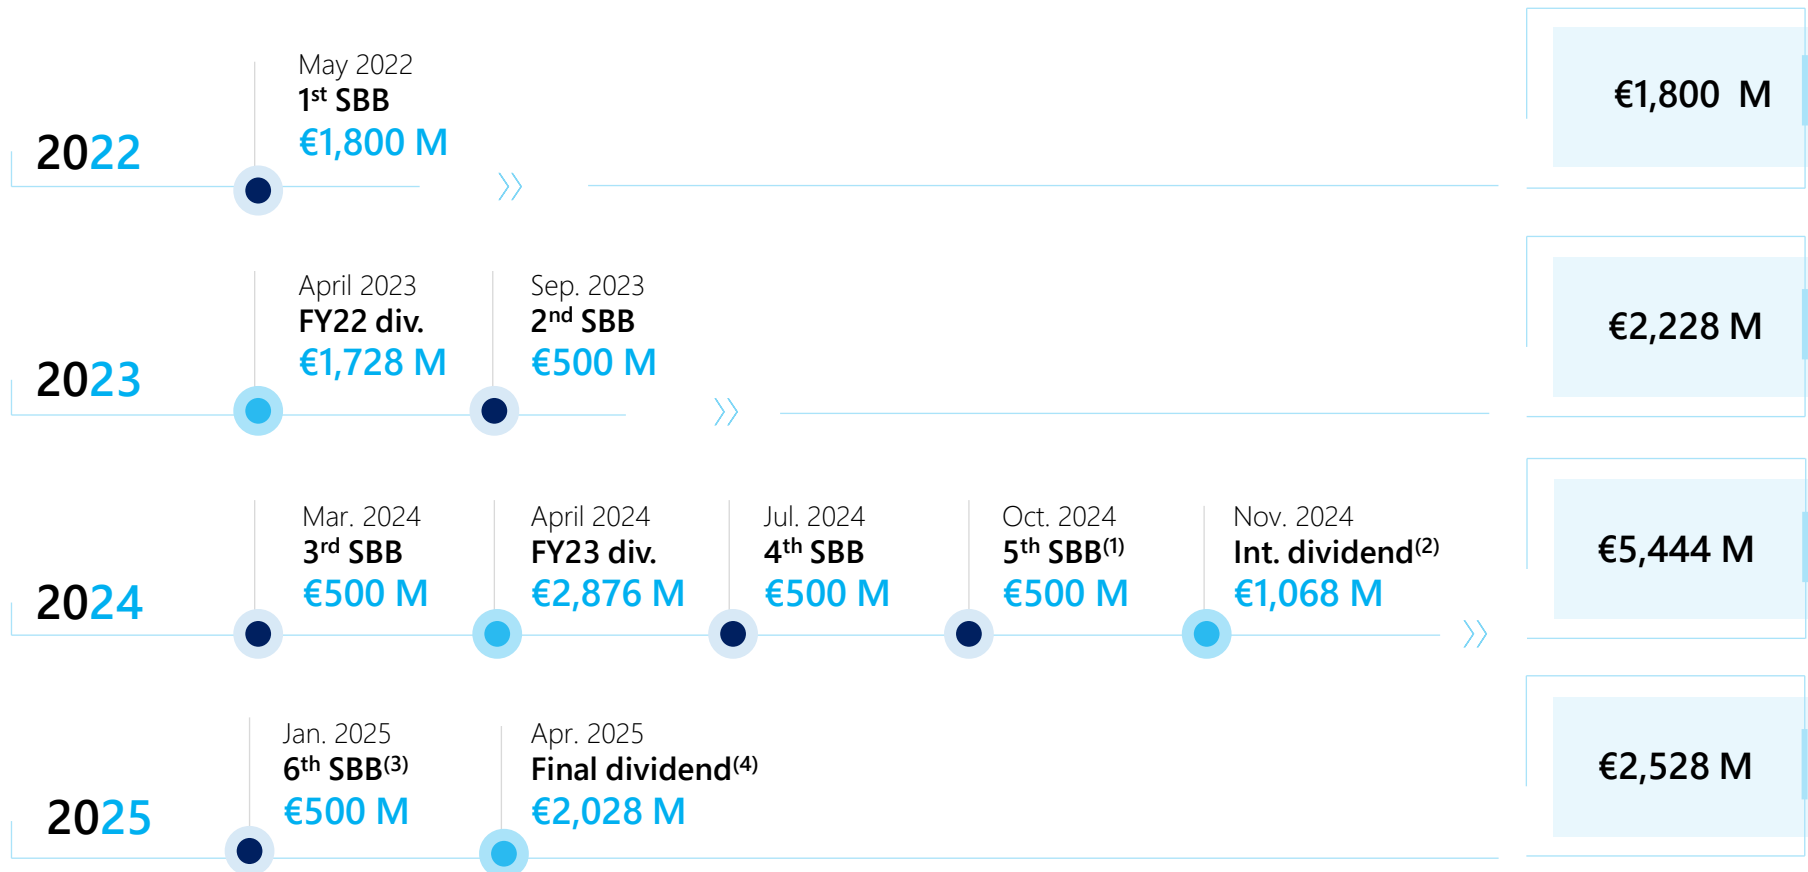 2022
May 2022
1st SBB
€1,800 M
€1,800 M
2023
April 2023
FY22 div.
€1,728 M
Sep. 2023
2nd SBB
€500 M
€2,228 M
2024
Mar. 2024
3rd SBB
€500 M
April 2024
FY23 div.
€2,876 M
Jul. 2024
4th SBB
€500 M
Oct. 2024
5th SBB(1)
€500 M
Nov. 2024
Int. dividend(2)
€1,068 M
€5,444 M
2025
Jan. 2025
6th SBB(3)
€500 M
Apr. 2025
Final dividend(4)
€2,028 M
€2,528 M